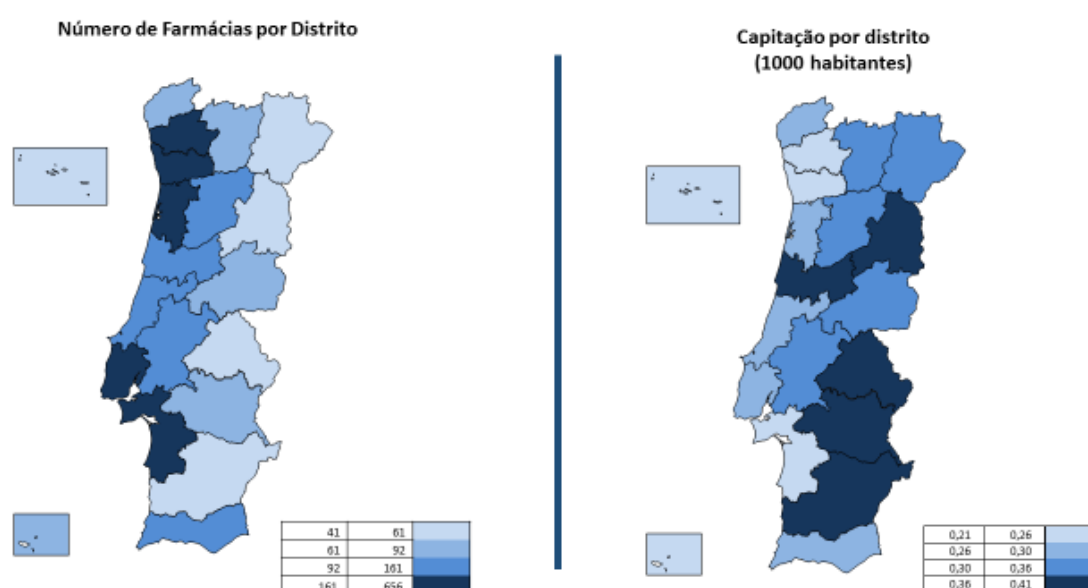 Número de Farmácias por Distrito
Capitação por distrito
(1000 habitantes)
41 61
61 92
92 161
161 656
0,21 0,26
0,26 0,30
0,30 0,36
0,36 0,41